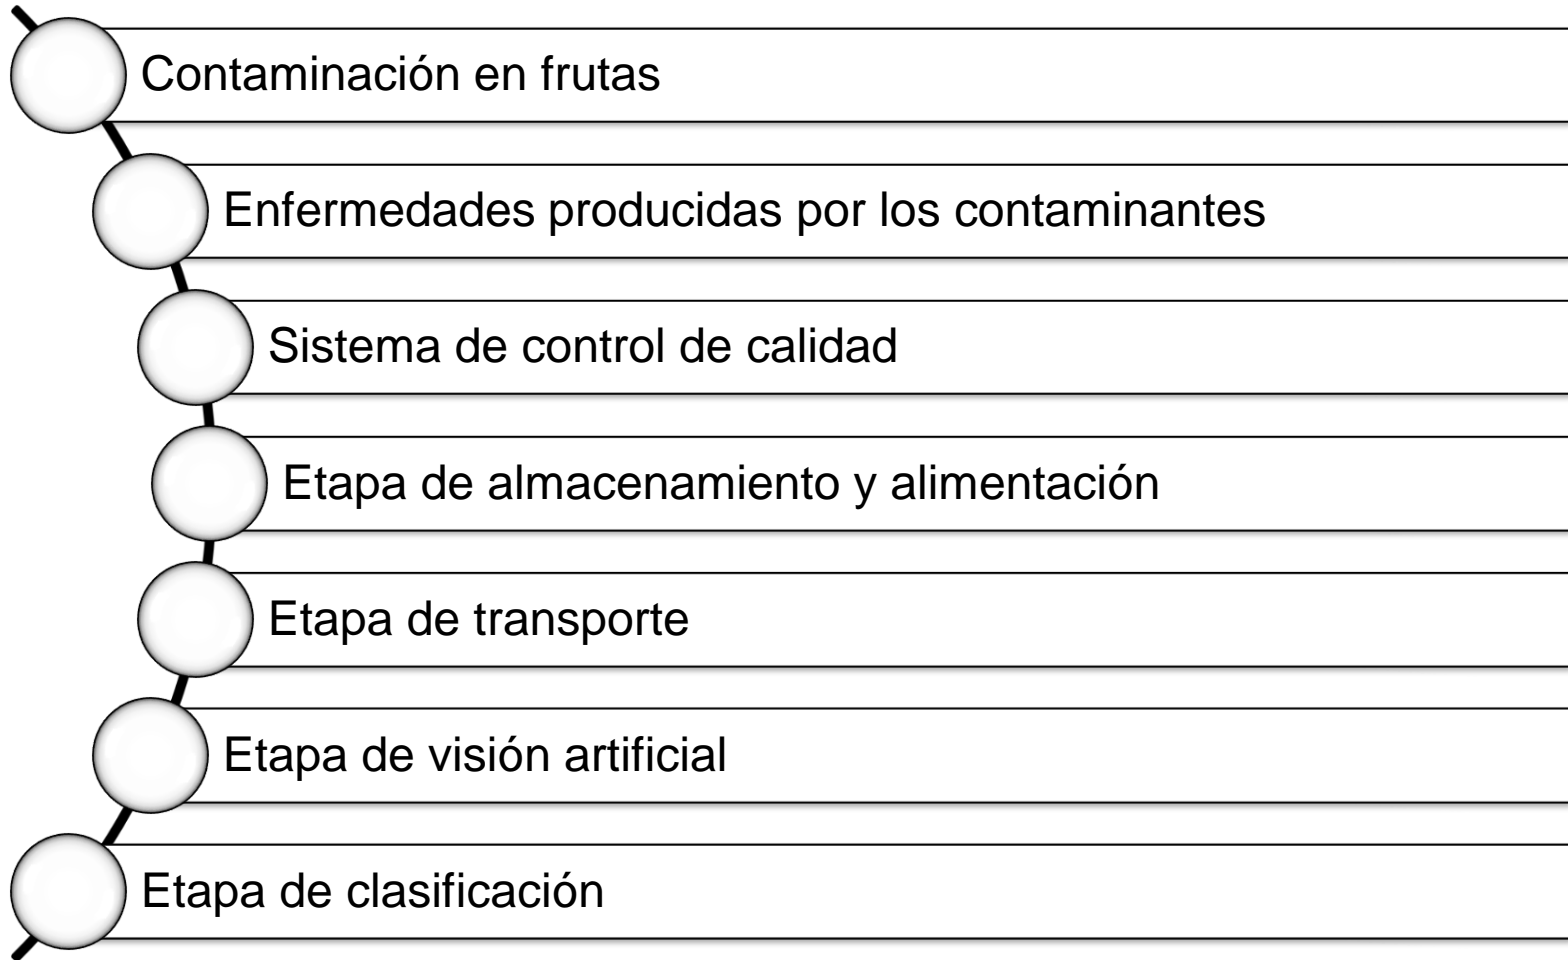 Contaminación en frutas
Enfermedades producidas por los contaminantes
Sistema de control de calidad
Etapa de almacenamiento y alimentación
Etapa de transporte
Etapa de visión artificial
Etapa de clasificación